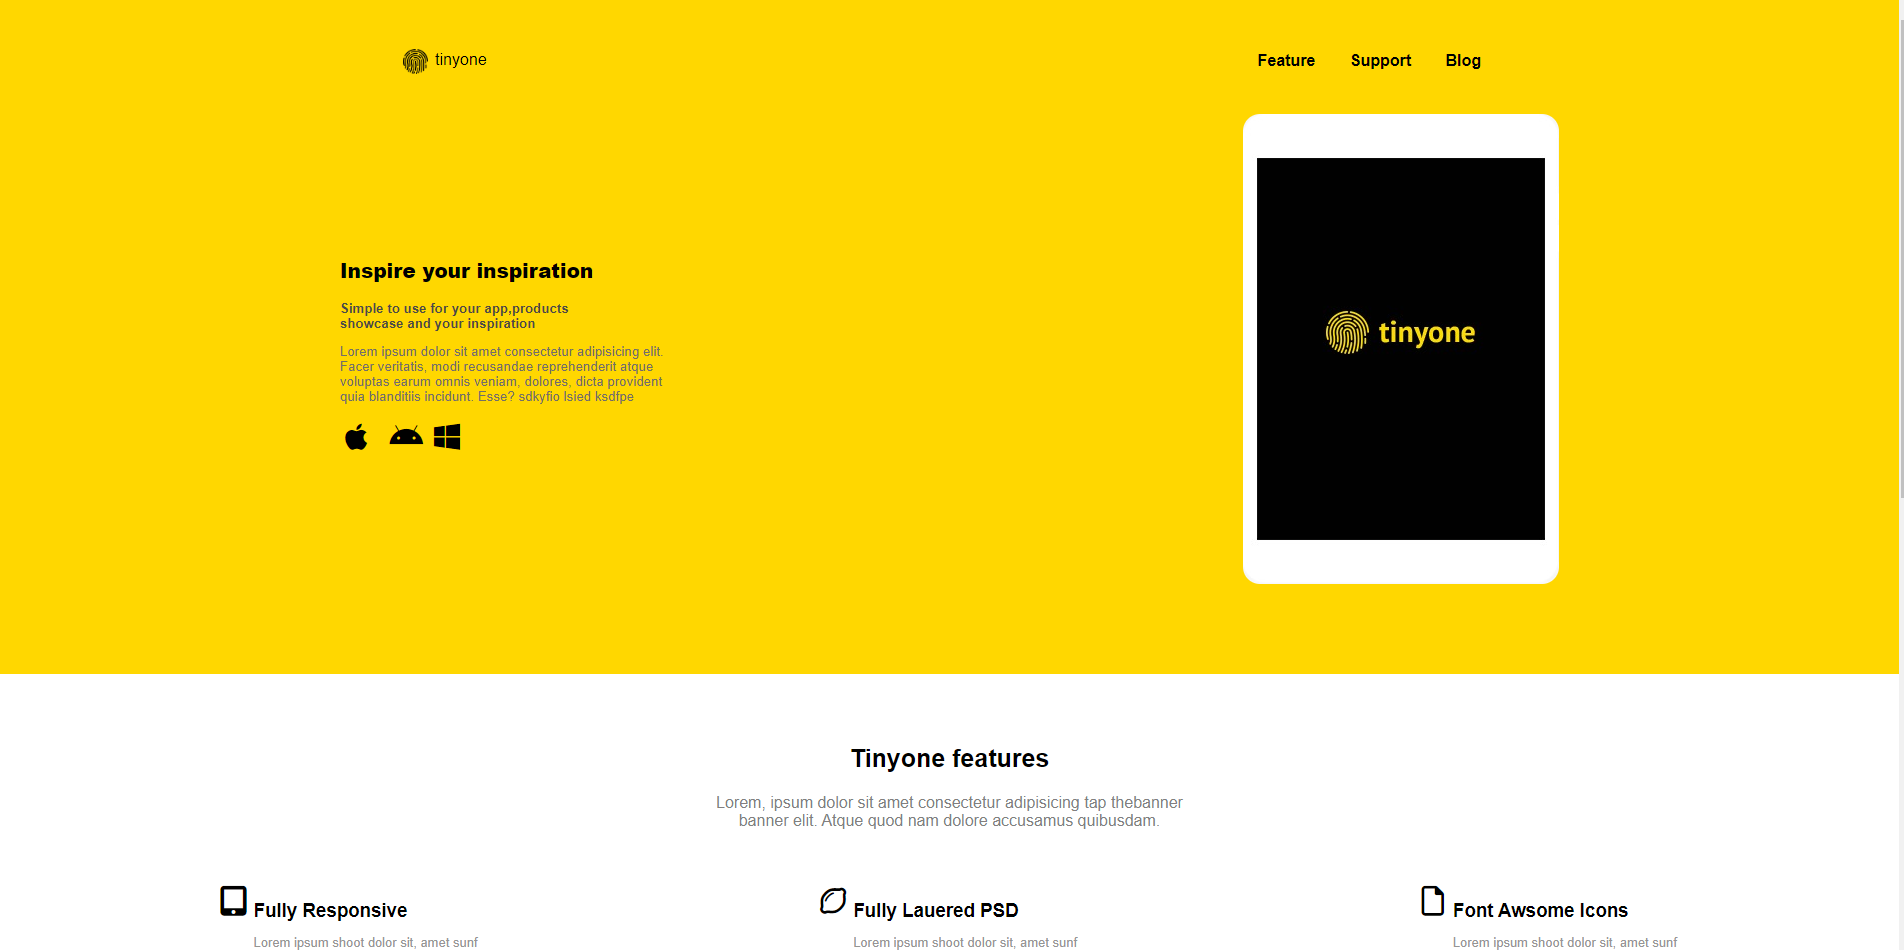 tinyone
Feature Support Blog
tinyone
Inspire your inspiration
Simple to use for your app,products
showcase and your inspiration
Lorem ipsum dolor sit amet consectetur adipisicing elit.
Facer veritatis, modi recusandae reprehenderit atque
voluptas earum omnis veniam, dolores, dicta provident
quia blanditiis incidunt. Esse? sdkyfio lsied ksdfpe
Tinyone features
Lorem, ipsum dolor sit amet consectetur adipisicing tap thebanner
banner elit. Atque quod nam dolore accusamus quibusdam.
Fully Responsive
Lorem ipsum shoot dolor sit, amet sunf
Fully Lauered PSD
Lorem ipsum shoot dolor sit, amet sunf
Font Awsome Icons
Lorem ipsum shoot dolor sit, amet sunf